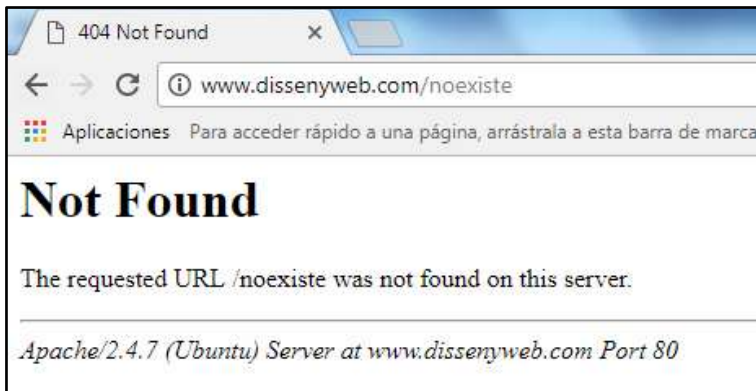 404 Not Found
www.dissenyweb.com/noexiste
Aplicaciones Para acceder rápido a una página, arrástrala a esta barra de marca
Not Found
The requested URL /noexiste was not found on this server.
Apache/2.4.7 (Ubuntu) Server at www.dissenyweb.com Port 80